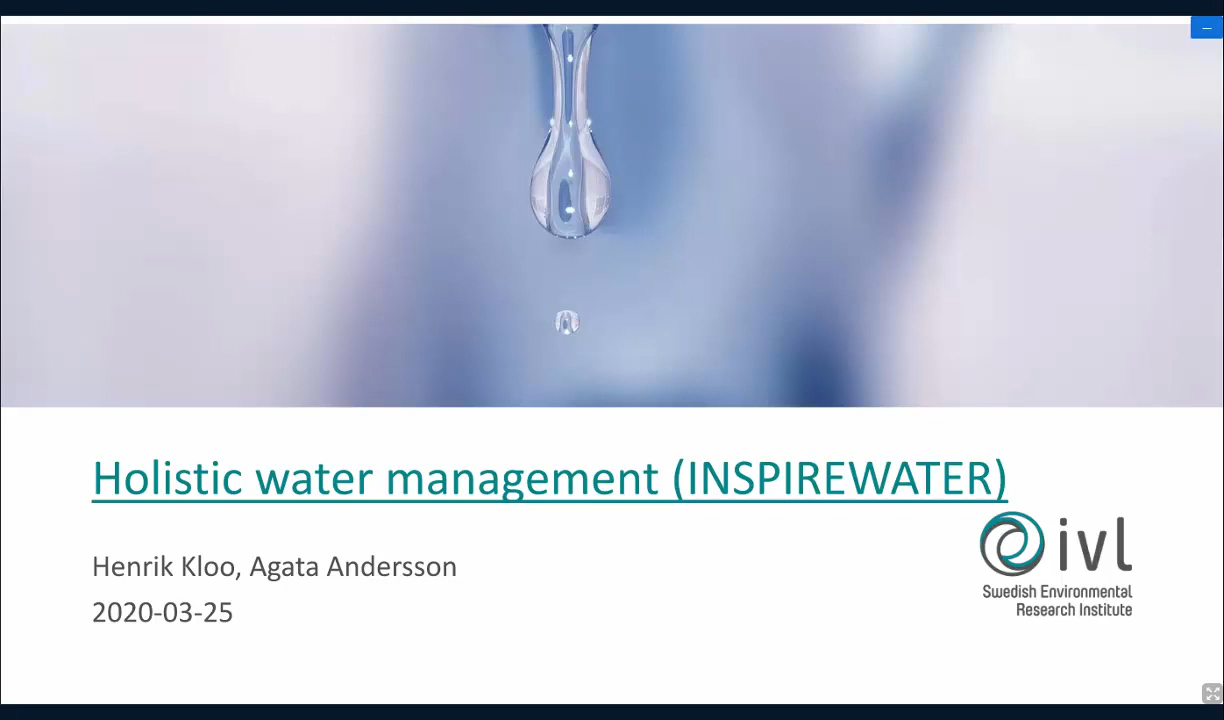 Holistic water management (INSPIREWATER)
Henrik Kloo, Agata Andersson
2020-03-25
ivl
Swedish Environmental
Research Institute